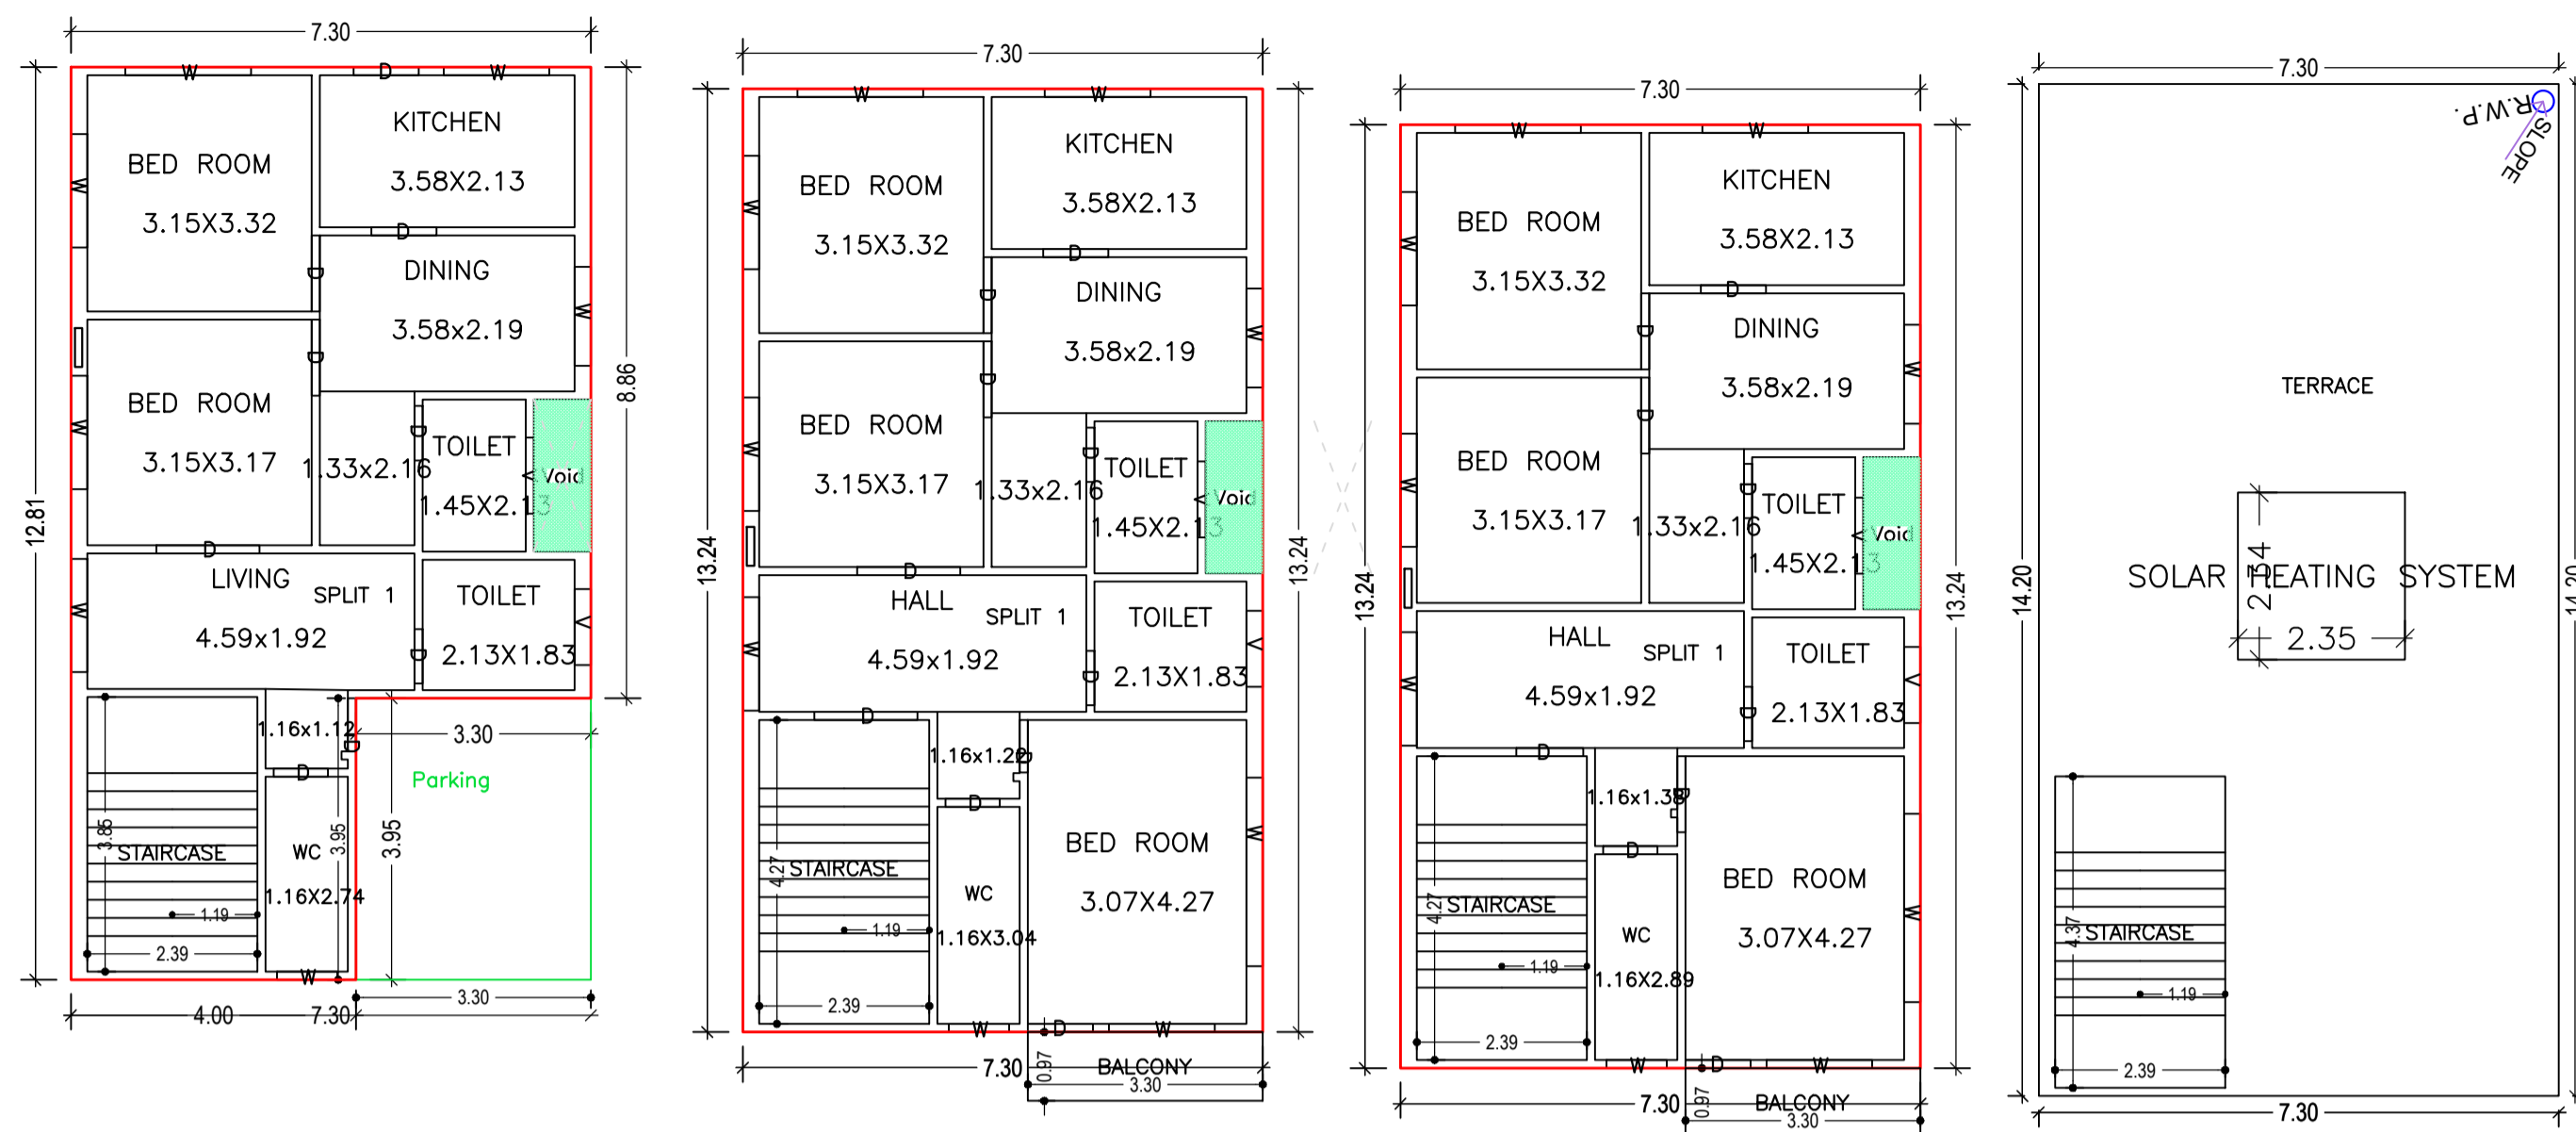 7.30
W
D
W
KITCHEN
3.58X2.13
BED ROOM
3.15X3.32
W
D
DINING
3.58x2.19
D
W
D
BED ROOM
3.15X3.17
W
1.33x2.16
D
TOILET
1.45X2.13
Void
12.81
8.86
D
LIVING
SPLIT 1
4.59x1.92
W
D
TOILET
2.13X1.83
V
1.16x1.12
D
3.30
D
Parking
3.85
STAIRCASE
WC
3.95
3.95
1.16X2.74
1.19
2.39
W
3.30
4.00
7.30
7.30
W
W
KITCHEN
3.58X2.13
BED ROOM
3.15X3.32
W
D
DINING
3.58x2.19
D
W
D
BED ROOM
3.15X3.17
W
1.33x2.16
D
TOILET
1.45X2.13
V
Void
13.24
13.24
D
HALL
SPLIT 1
4.59x1.92
W
D
TOILET
2.13X1.83
V
D
1.16x1.22
D
D
4.27
STAIRCASE
WC
1.16X3.04
BED ROOM
3.07X4.27
W
1.19
2.39
W
D
W
7.30
0.97
BALCONY
3.30
7.30
W
W
KITCHEN
3.58X2.13
BED ROOM
3.15X3.32
W
D
DINING
3.58x2.19
D
W
D
BED ROOM
3.15X3.17
W
1.33x2.16
D
TOILET
1.45X2.13
V
Void
13.24
13.24
D
HALL
SPLIT 1
4.59x1.92
W
D
TOILET
2.13X1.83
V
D
1.16x1.38
D
D
4.27
STAIRCASE
WC
1.16X2.89
BED ROOM
3.07X4.27
W
1.19
2.39
W
D
W
7.30
0.97
BALCONY
3.30
7.30
R.W.P.
SLOPE
TERRACE
14.20
14.20
SOLAR HEATING SYSTEM
2.34
2.35
4.37
STAIRCASE
1.19
2.39
7.30